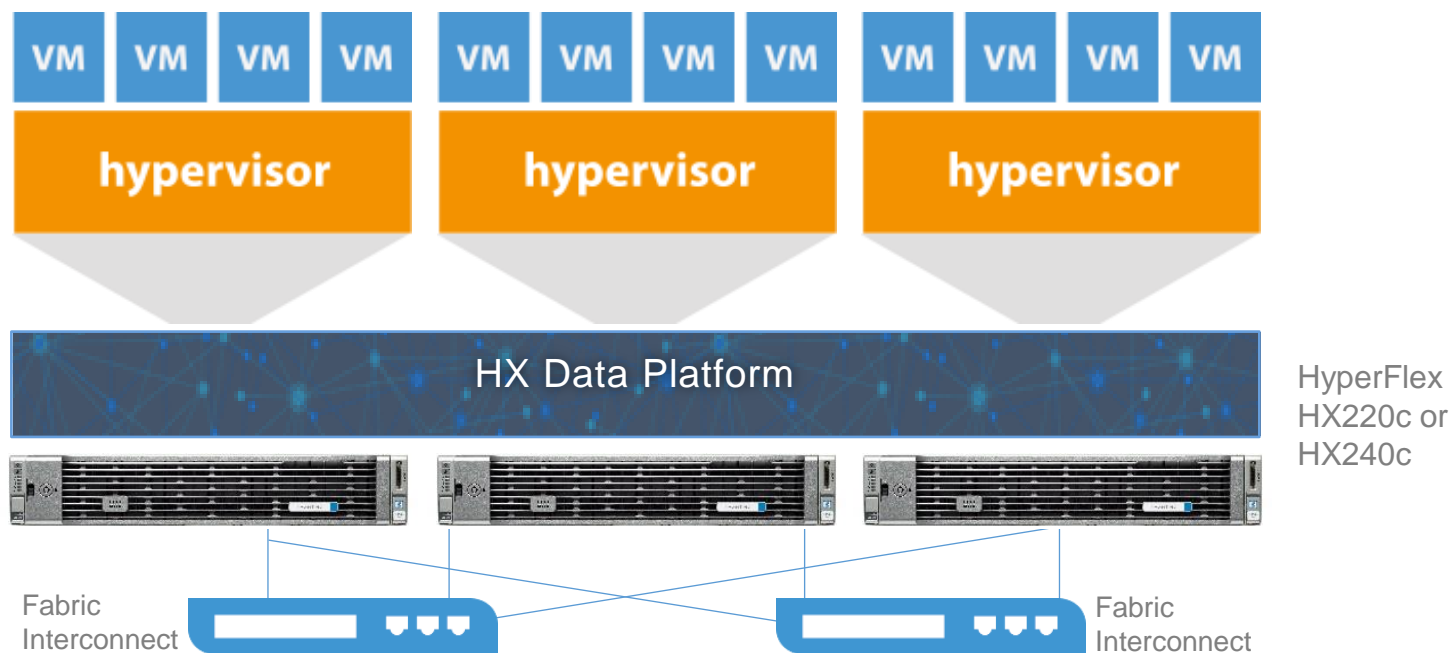 VM VM VM VM VM VM VM VM VM VM VM VM
hypervisor hypervisor hypervisor
HX Data Platform
HyperFlex
HX220c or
HX240c
Fabric
Interconnect
Fabric
Interconnect